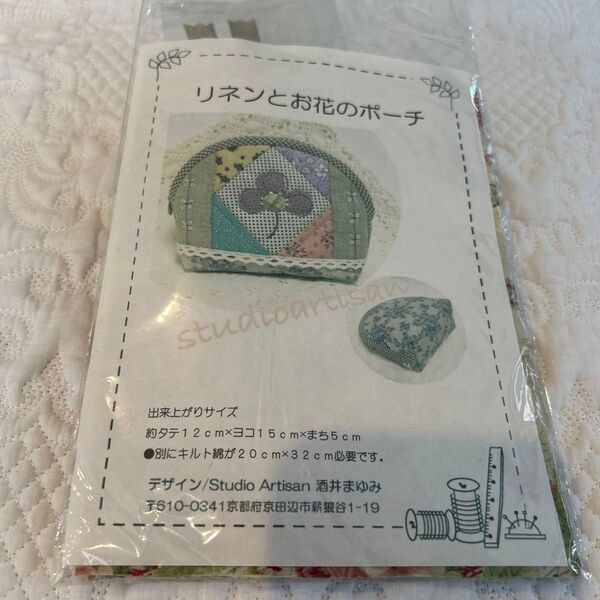 リネンとお花のポーチ
studioartisan
出来上がりサイズ
約タテ12cm×ヨコ15cm×まち5cm
●別にキルト綿が20cm×32cm必要です。
デザイン/Studio Artisan 酒井まゆみ
〒610-0341京都府京田辺市薪狼谷1-19